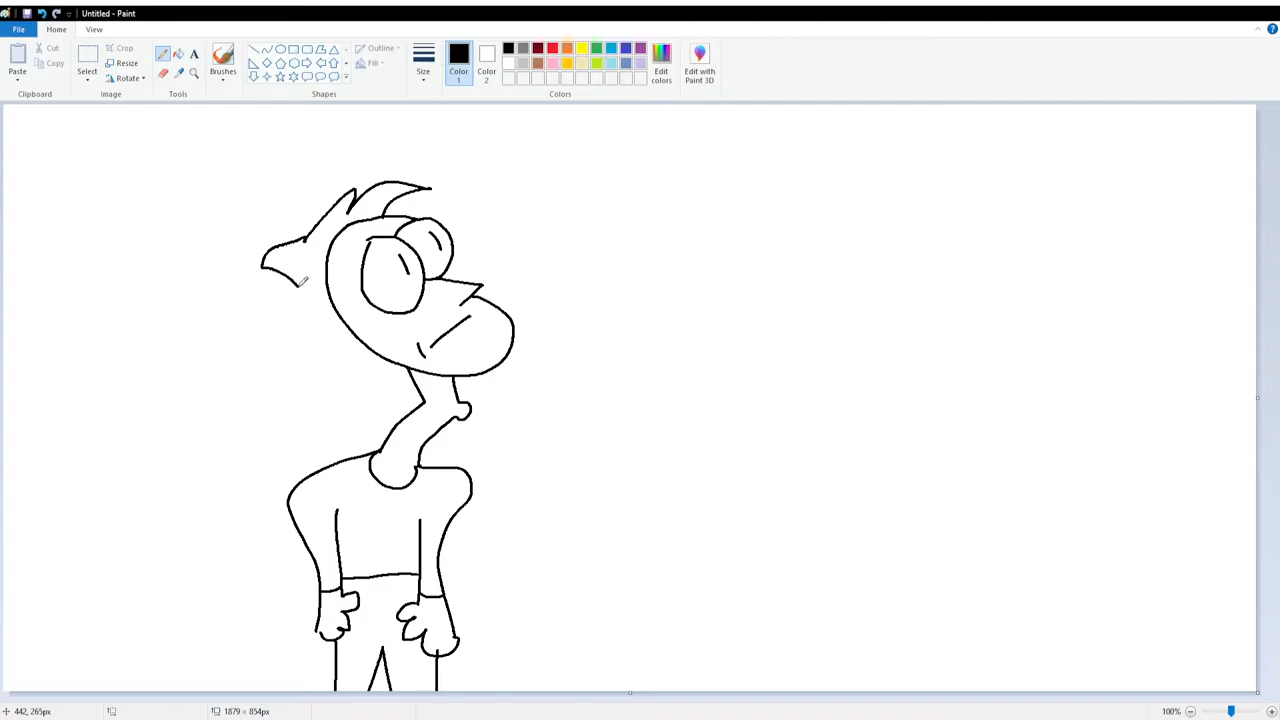 Untitled - Paint
File Home View
Cut Crop Outline Edit with
Copy Resize Fill Paint 3D
Paste Select Rotate Brushes Size Color 1 Color 2 Edit colors
Clipboard Image Tools Shapes Colors
442, 265px 1879 × 854px 100%